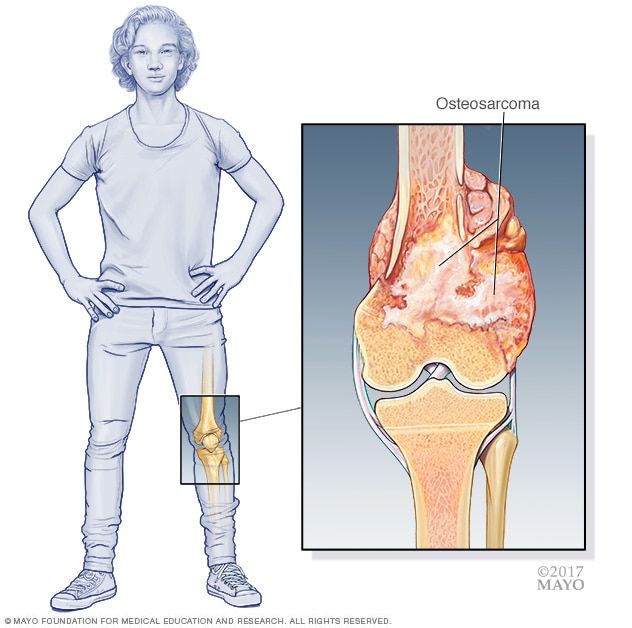 Osteosarcoma
©2017
MAYO
© MAYO FOUNDATION FOR MEDICAL EDUCATION AND RESEARCH. ALL RIGHTS RESERVED.